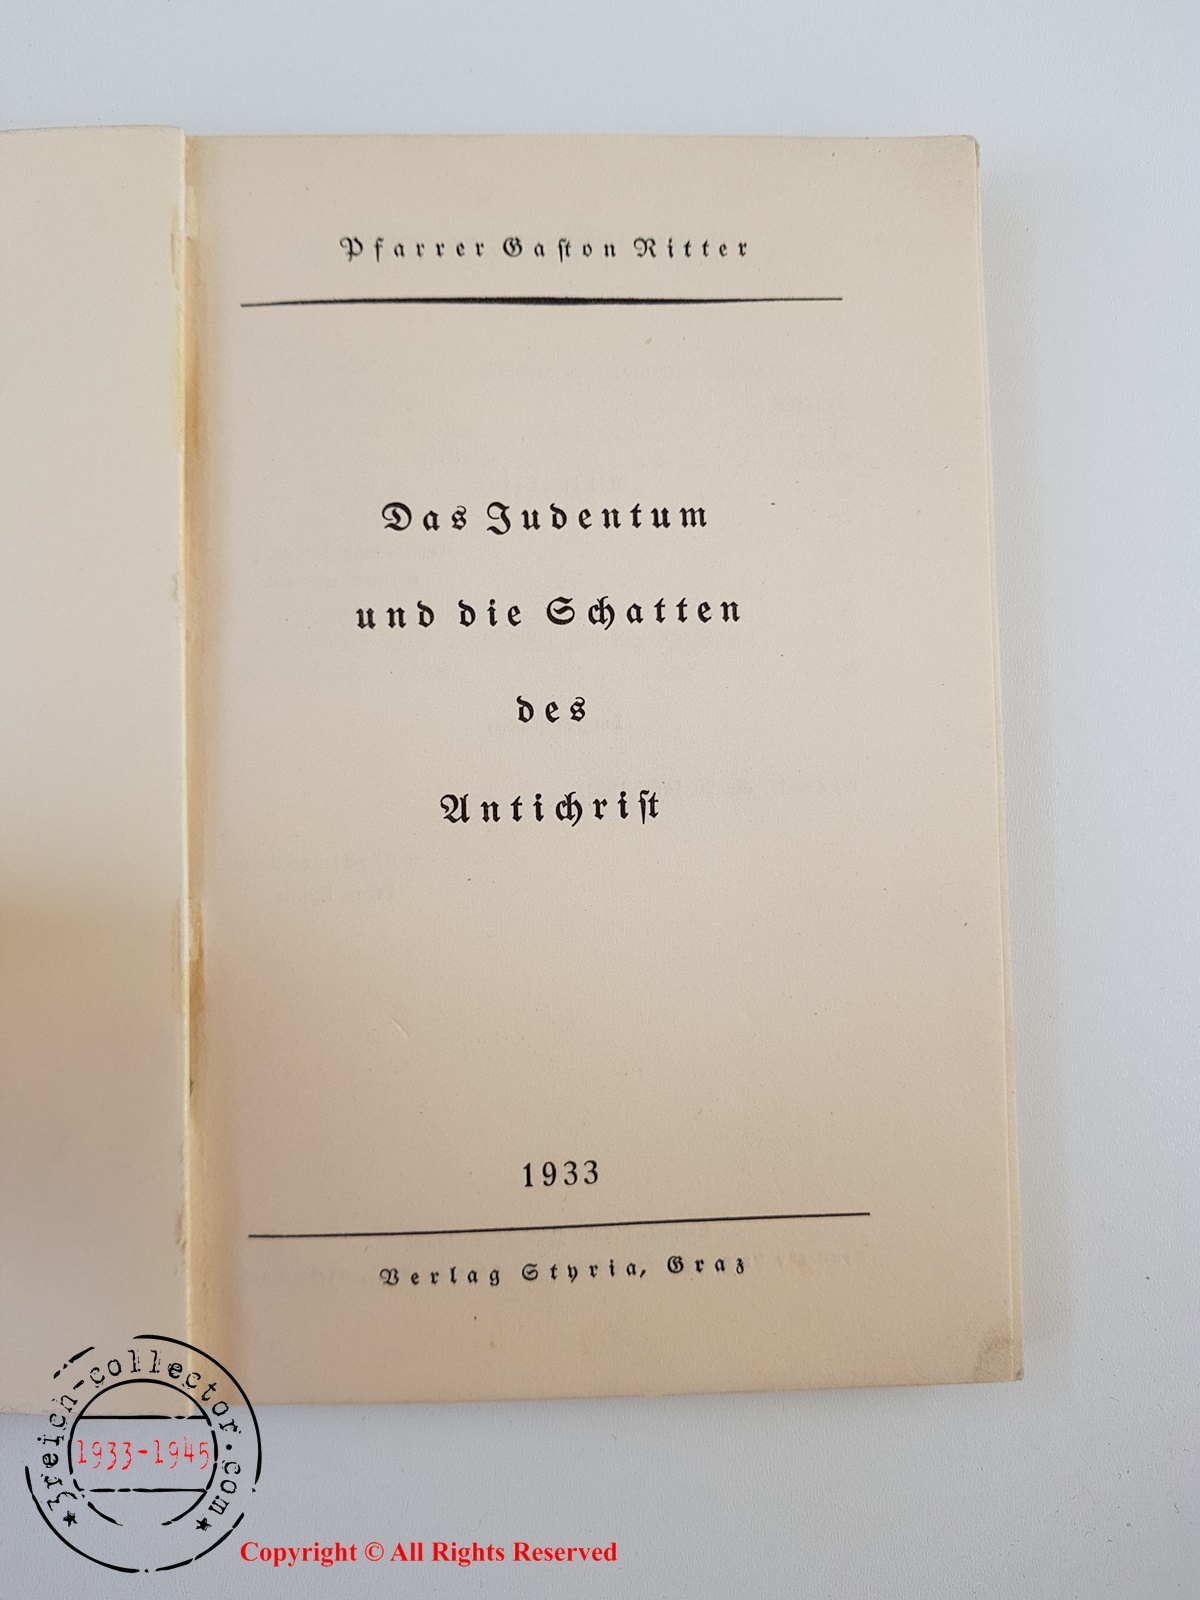 Pfarrer Gaston Ritter
Das Judentum
und die Schatten
des
Antichrist
1933
Verlag Styria, Graz
3reich-collector.com
1933-1945
Copyright © All Rights Reserved